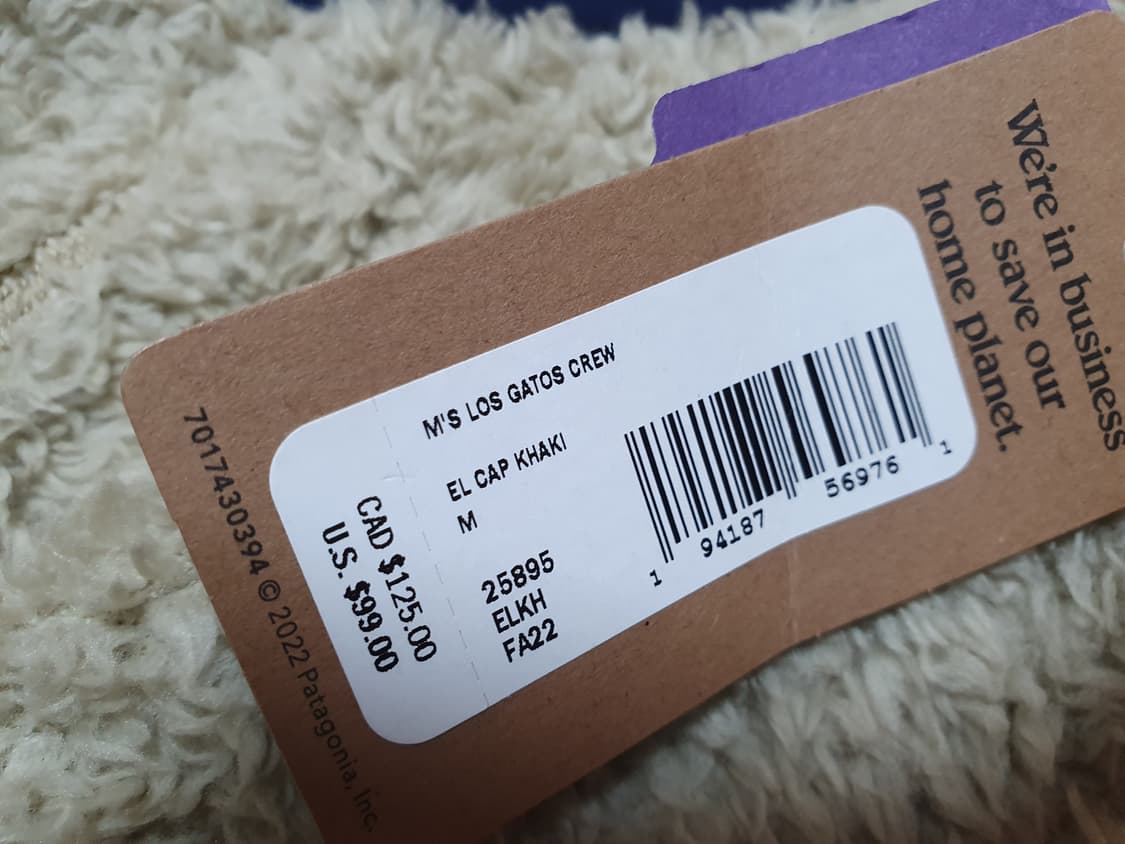 We're in business
to save our
home planet.
M'S LOS GATOS CREW
EL CAP KHAKI
M
25895
ELKH
FA22
1 94187 56976 1
CAD $125.00
U.S. $99.00
7017430394 © 2022 Patagonia, Inc.